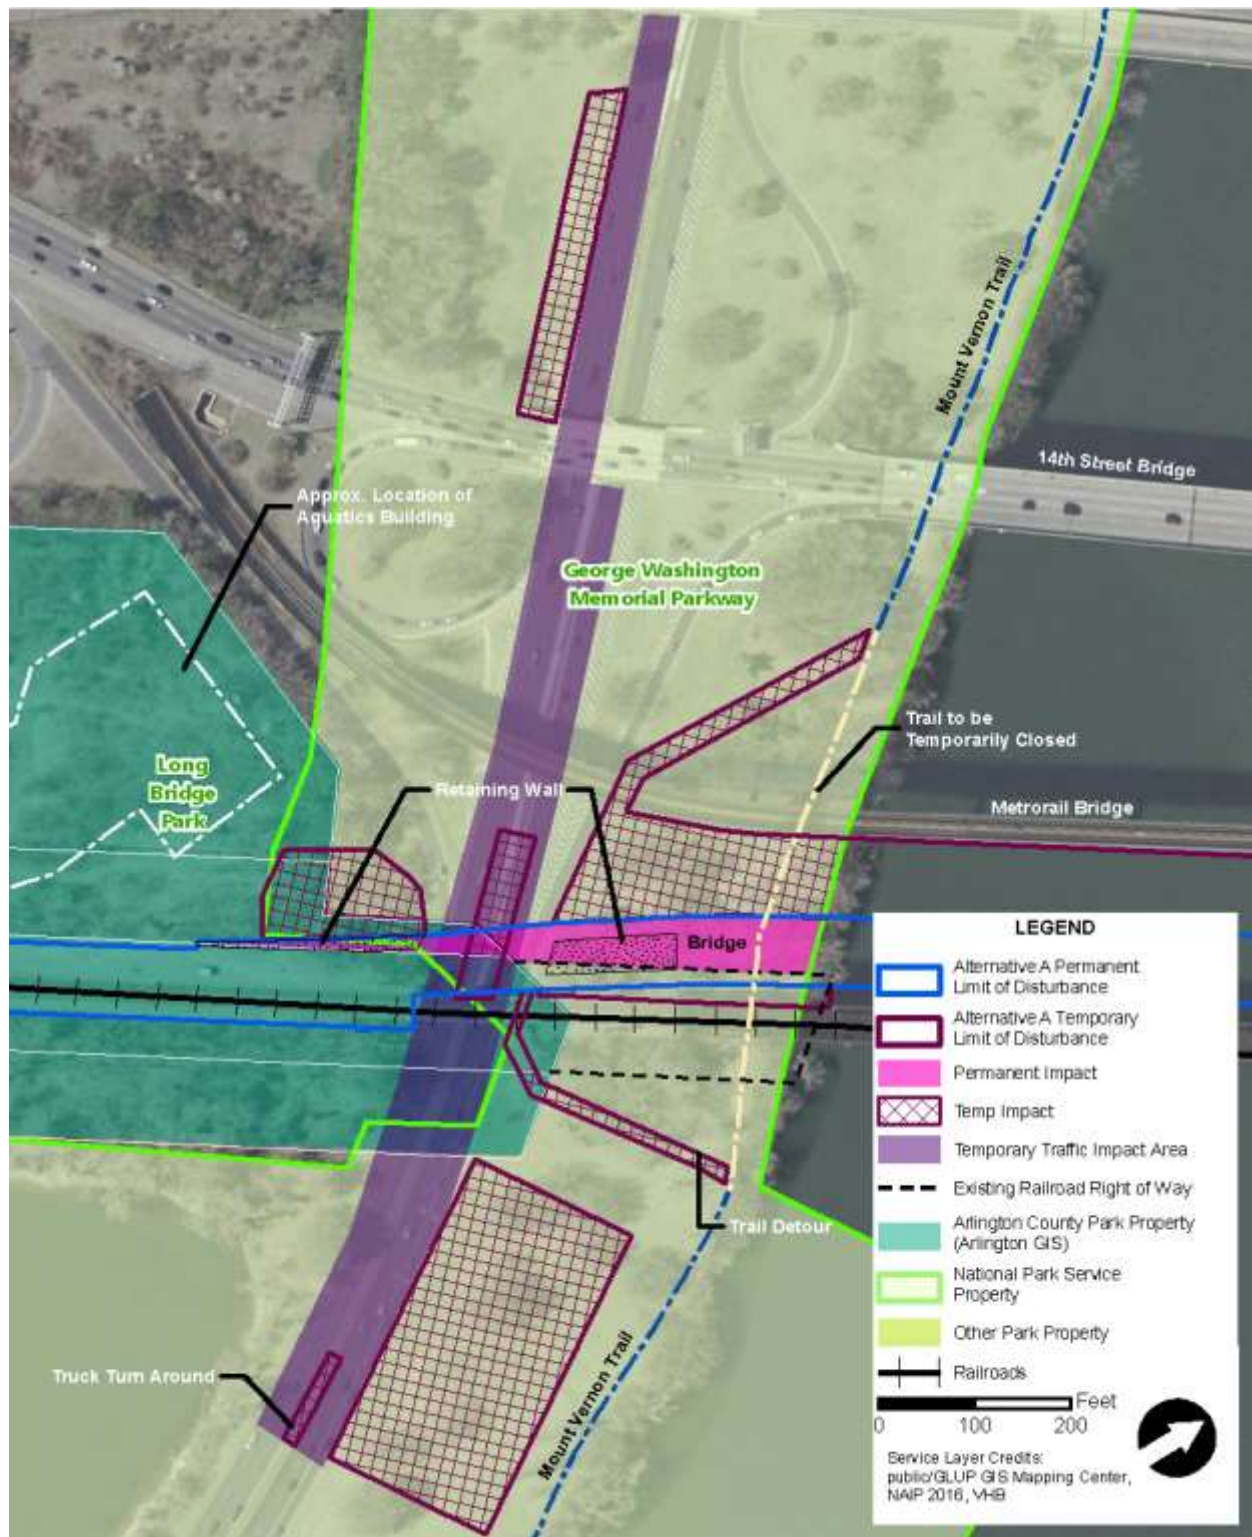 Mount Vernon Trail
14th Street Bridge
Approx. Location of
Aquatics Building
George Washington
Memorial Parkway
Trail to be
Temporarily Closed
Long
Bridge
Park
Retaining Wall
Metrorail Bridge
Bridge
Trail Detour
Truck Turn Around
Mount Vernon Trail
LEGEND
Alternative A Permanent
Limit of Disturbance
Alternative A Temporary
Limit of Disturbance
Permanent Impact
Temp Impact
Temporary Traffic Impact Area
Existing Railroad Right of Way
Arlington County Park Property
(Arlington GIS)
National Park Service
Property
Other Park Property
Railroads
Feet
0 100 200
Service Layer Credits:
public/GLUP GIS Mapping Center,
NAIP 2016, VHB